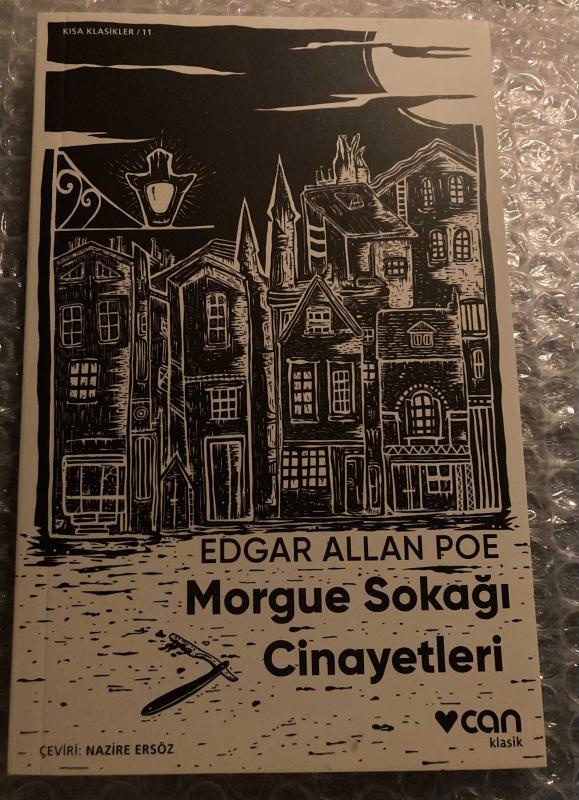 KISA KLASİKLER / 11
EDGAR ALLAN POE
Morgue Sokağı
Cinayetleri
can
klasik
ÇEVİRİ: NAZİRE ERSÖZ